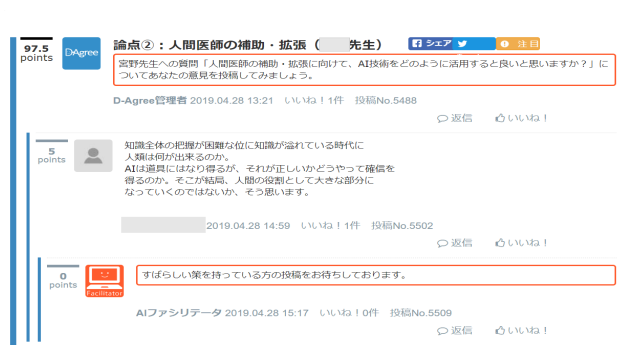 97.5
points
DAgree
論点②：人間医師の補助・拡張（ 先生）
シェア
注目
宮野先生への質問「人間医師の補助・拡張に向けて、AI技術をどのように活用すると良いと思いますか？」に
ついてあなたの意見を投稿してみましょう。
D-Agree管理者 2019.04.28 13:21 いいね！1件 投稿No.5488
返信 いいね！
5
points
知識全体の把握が困難な位に知識が溢れている時代に
人類は何が出来るのか。
AIは道具にはなり得るが、それが正しいかどうやって確信を
得るのか。そこが結局、人間の役割として大きな部分に
なっていくのではないか、そう思います。
2019.04.28 14:59 いいね！1件 投稿No.5502
返信 いいね！
0
points
Facilitator
すばらしい策を持っている方の投稿をお待ちしております。
AIファシリテータ 2019.04.28 15:17 いいね！0件 投稿No.5509
返信 いいね！